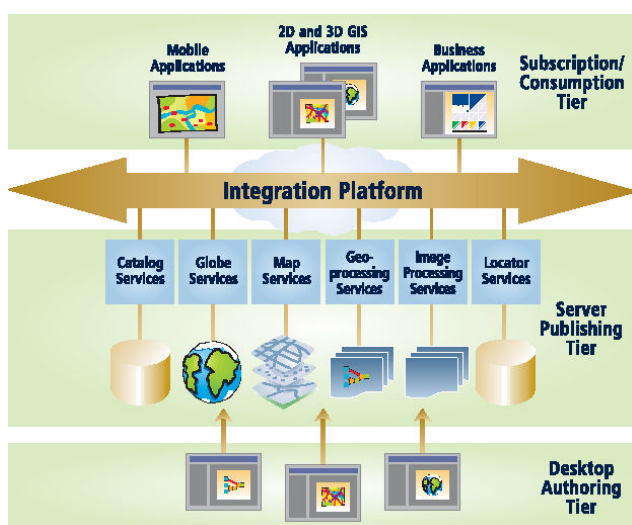 Mobile
Applications
2D and 3D GIS
Applications
Business
Applications
Subscription/
Consumption
Tier
Integration Platform
Catalog
Services
Globe
Services
Map
Services
Geo-
processing
Services
Image
Processing
Services
Locator
Services
Server
Publishing
Tier
Desktop
Authoring
Tier